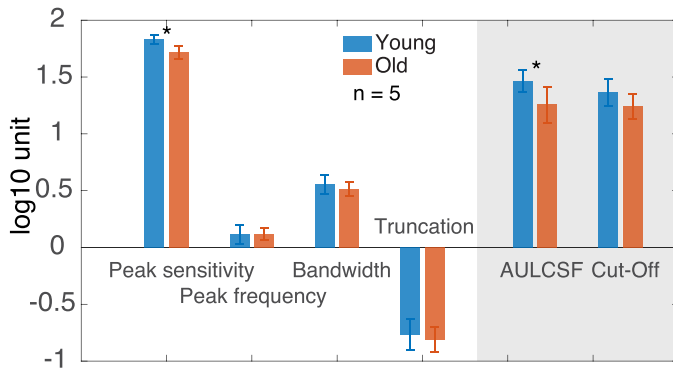 log10 unit
2
1.5
1
0.5
0
-0.5
-1
*
Young
Old
n = 5
*
Truncation
Peak sensitivity
Bandwidth
AULCSF
Cut-Off
Peak frequency